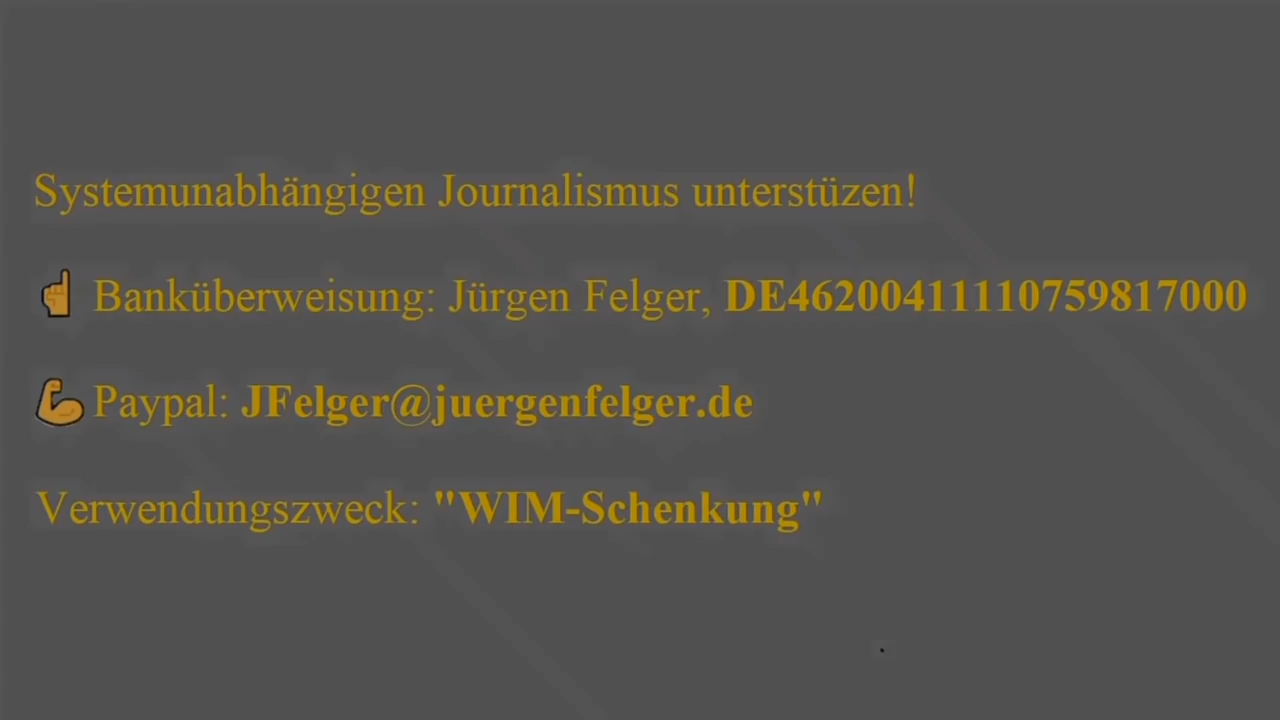 Systemunabhängigen Journalismus unterstüzen!
☝ Banküberweisung: Jürgen Felger, DE46200411110759817000
💪 Paypal: JFelger@juergenfelger.de
Verwendungszweck: "WIM-Schenkung"